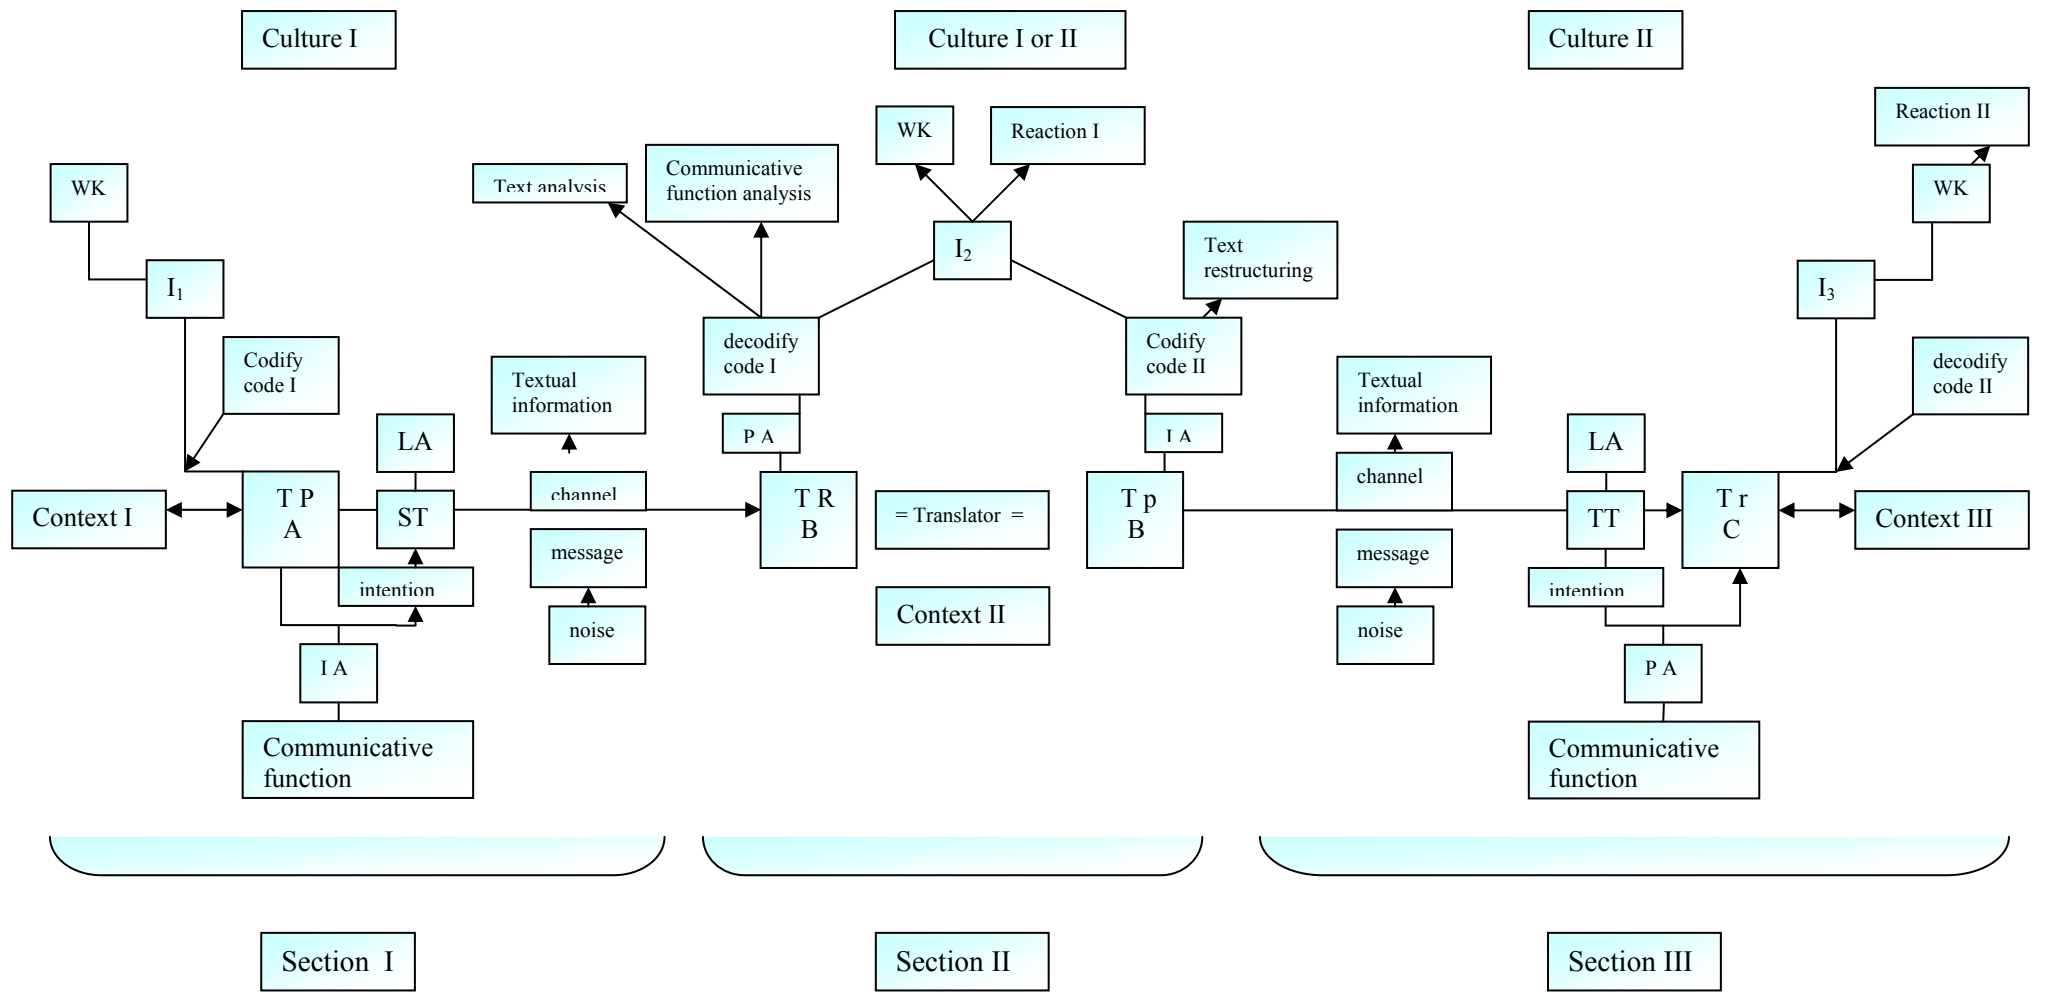 Culture I
Culture I or II
Culture II
Reaction II
WK
Reaction I
Communicative
function analysis
Text analysis
WK
WK
I₂
Text
restructuring
I₁
I₃
decodify
code I
Codify
code II
Codify
code I
decodify
code II
Textual
information
Textual
information
LA
P A
I A
LA
channel
channel
Context I
T P
A
ST
T R
B
= Translator =
T p
B
TT
T r
C
Context III
message
message
intention
intention
Context II
noise
noise
I A
P A
Communicative
function
Communicative
function
Section I
Section II
Section III